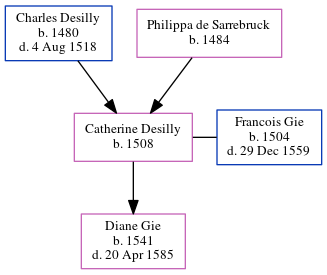 Charles Desilly
b. 1480
d. 4 Aug 1518
Philippa de Sarrebruck
b. 1484
Catherine Desilly
b. 1508
Francois Gie
b. 1504
d. 29 Dec 1559
Diane Gie
b. 1541
d. 20 Apr 1585